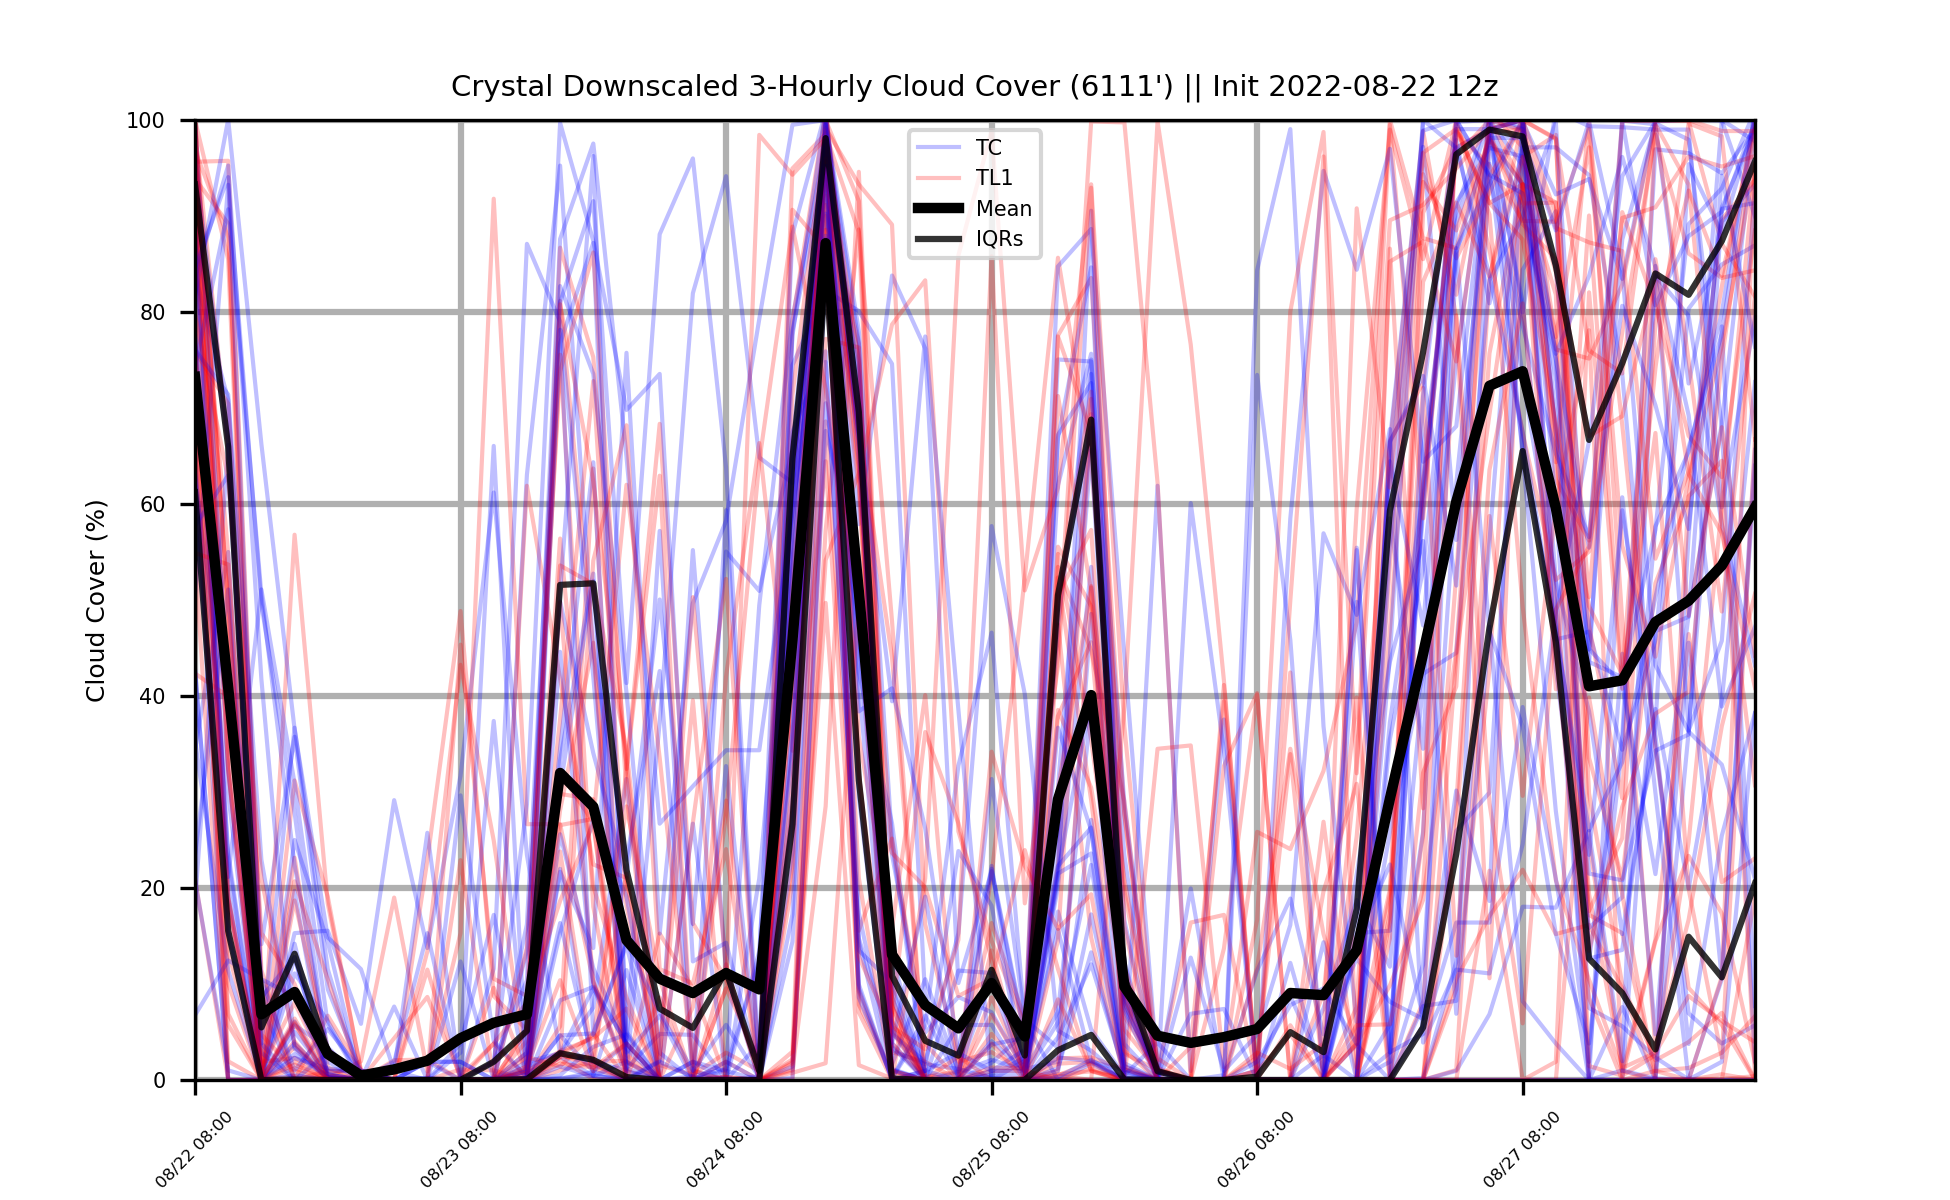 Crystal Downscaled 3-Hourly Cloud Cover (6111') || Init 2022-08-22 12z
TC
TL1
Mean
IQRs
Cloud Cover (%)
100
80
60
40
20
0
08/22 08:00
08/23 08:00
08/24 08:00
08/25 08:00
08/26 08:00
08/27 08:00